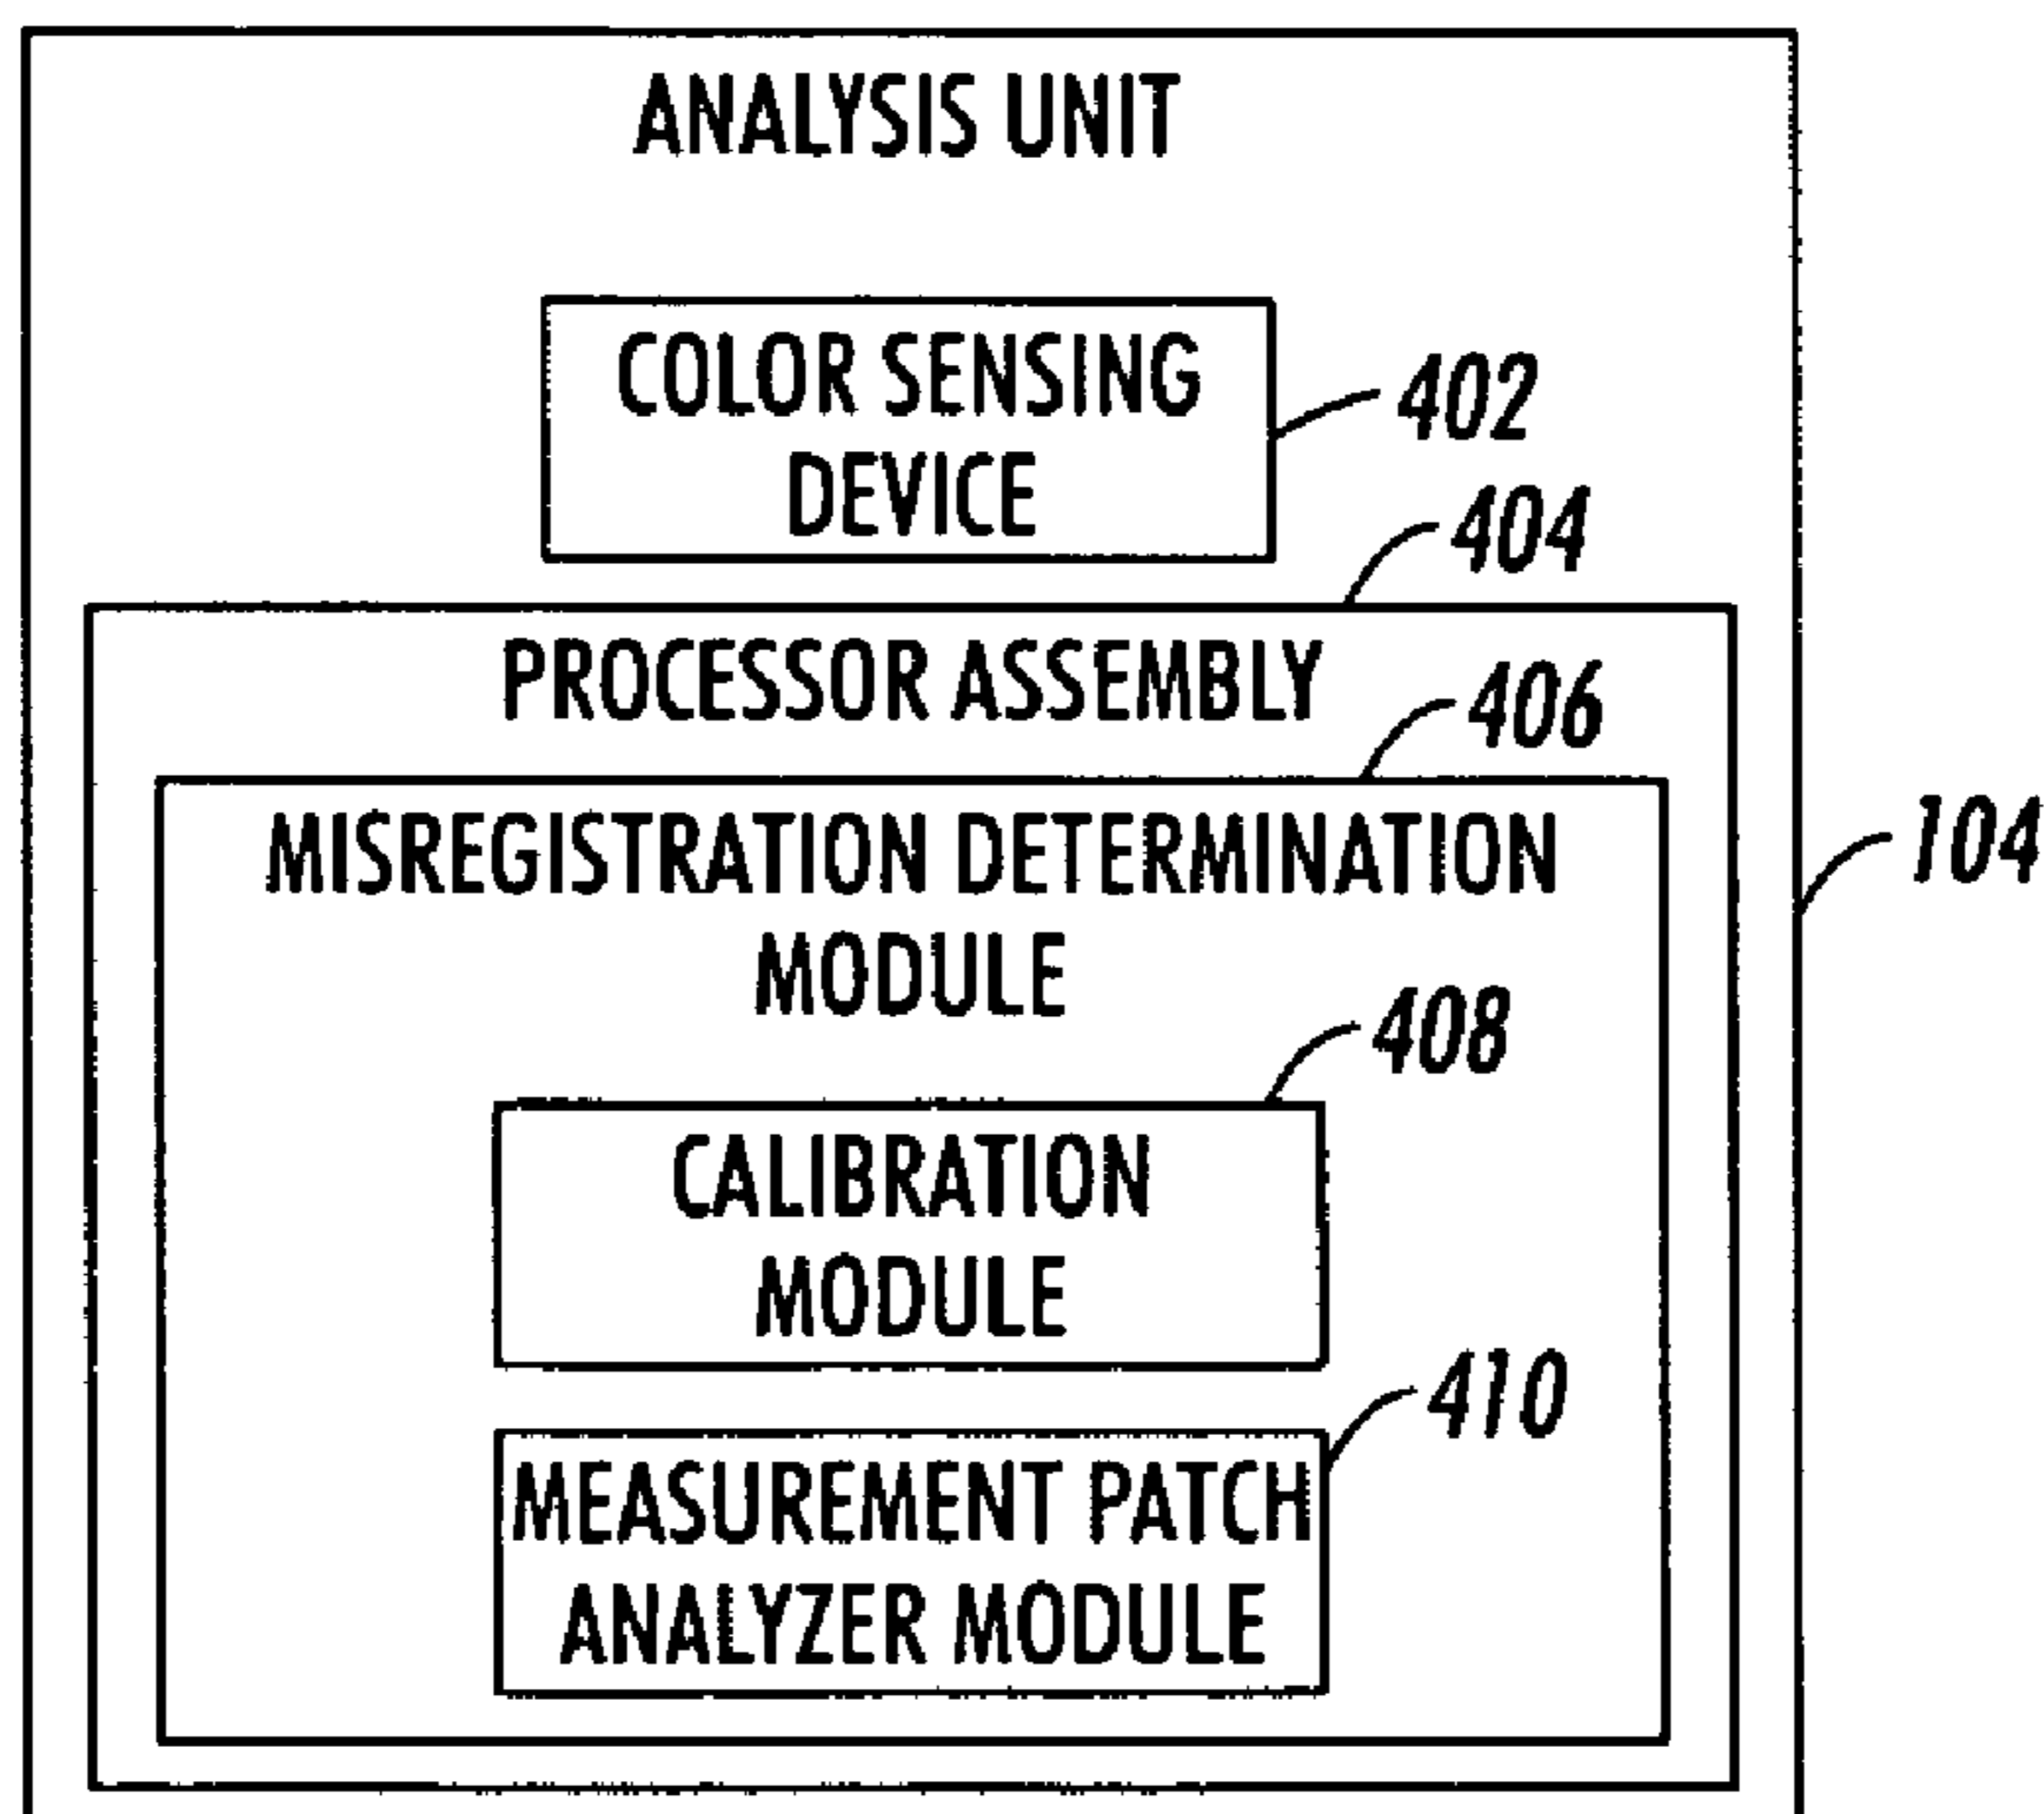 ANALYSIS UNIT
COLOR SENSING
DEVICE
402
404
PROCESSOR ASSEMBLY
406
MISREGISTRATION DETERMINATION
MODULE
104
408
CALIBRATION
MODULE
410
MEASUREMENT PATCH
ANALYZER MODULE